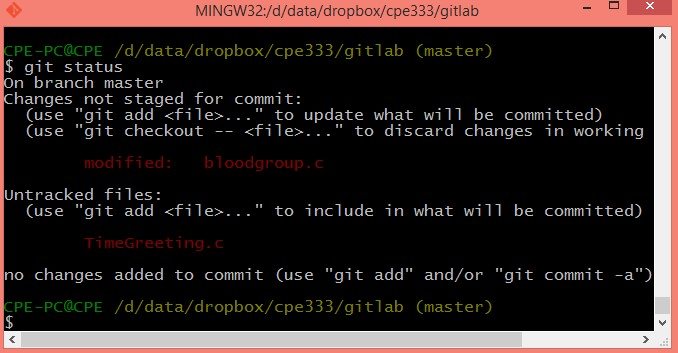 MINGW32:/d/data/dropbox/cpe333/gitlab
CPE-PC@CPE /d/data/dropbox/cpe333/gitlab (master)
$ git status
On branch master
Changes not staged for commit:
  (use "git add <file>..." to update what will be committed)
  (use "git checkout -- <file>..." to discard changes in working
        modified:   bloodgroup.c
Untracked files:
  (use "git add <file>..." to include in what will be committed)
        TimeGreeting.c
no changes added to commit (use "git add" and/or "git commit -a")
CPE-PC@CPE /d/data/dropbox/cpe333/gitlab (master)
$